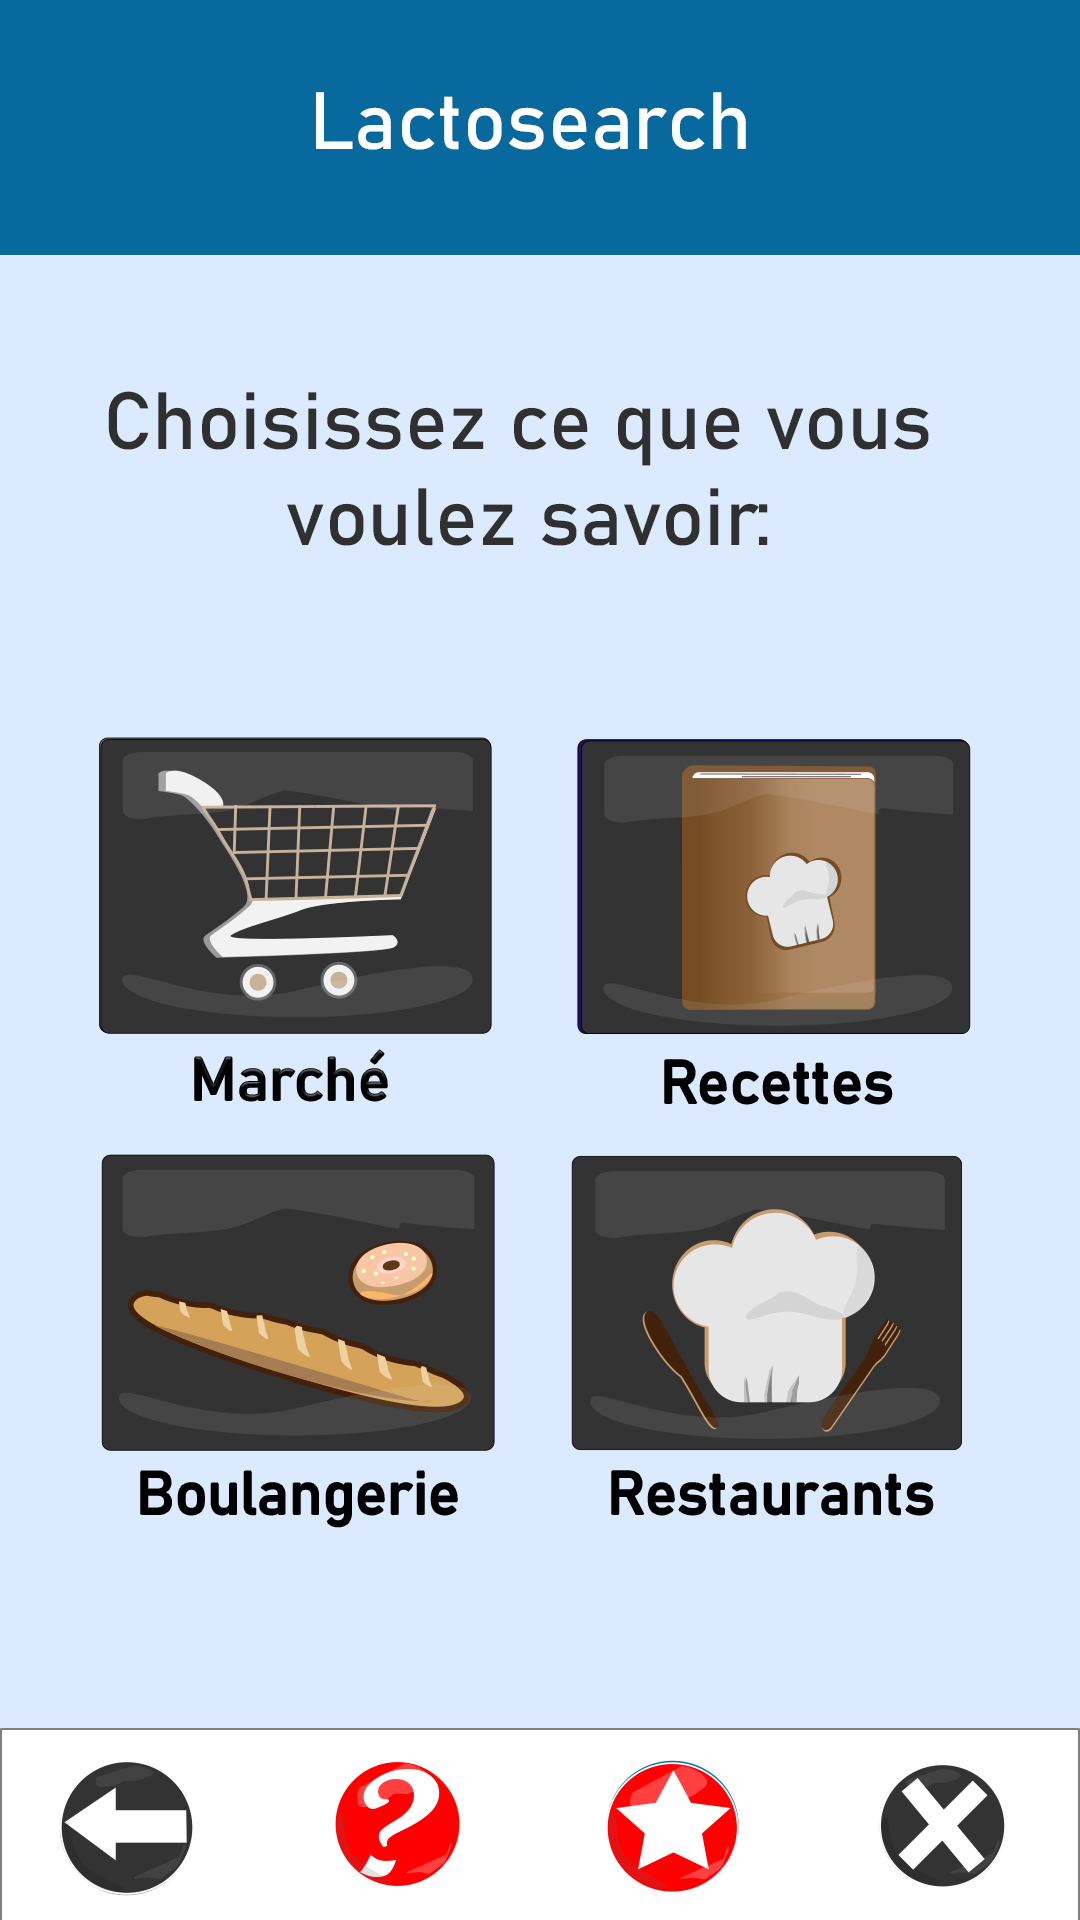 Lactosearch
Choisissez ce que vous
voulez savoir:
Marché
Recettes
Boulangerie
Restaurants
?